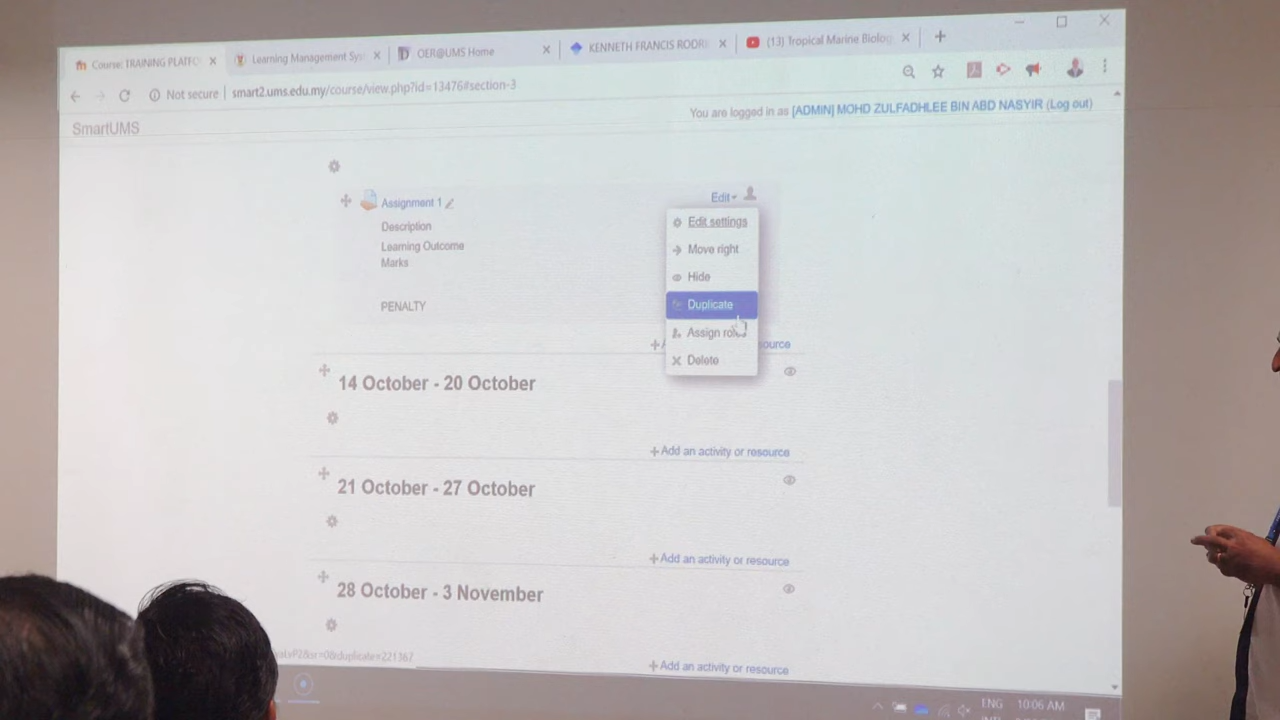 Course: TRAINING PLATFO
Learning Management Sys
OER@UMS Home
KENNETH FRANCIS RODRI
(13) Tropical Marine Biolog
Not secure | smart2.ums.edu.my/course/view.php?id=13476#section-3
SmartUMS
You are logged in as [ADMIN] MOHD ZULFADHLEE BIN ABD NASYIR (Log out)
Assignment 1
Edit
Description
Learning Outcome
Marks
PENALTY
Edit settings
Move right
Hide
Duplicate
Assign roles
Delete
ource
14 October - 20 October
+Add an activity or resource
21 October - 27 October
+Add an activity or resource
28 October - 3 November
+Add an activity or resource
ENG
10:06 AM